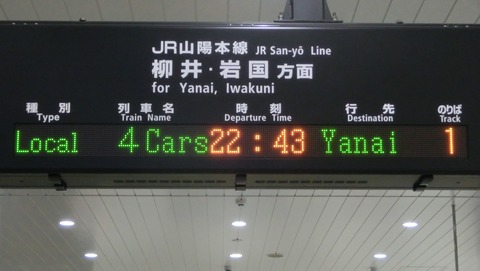 JR山陽本線 JR San-yō Line
柳井・岩国 方面
for Yanai, Iwakuni
種別 列車名 時刻 行先 のりば
Type Train Name Departure Time Destination Track
Local 4 Cars 22:43 Yanai 1